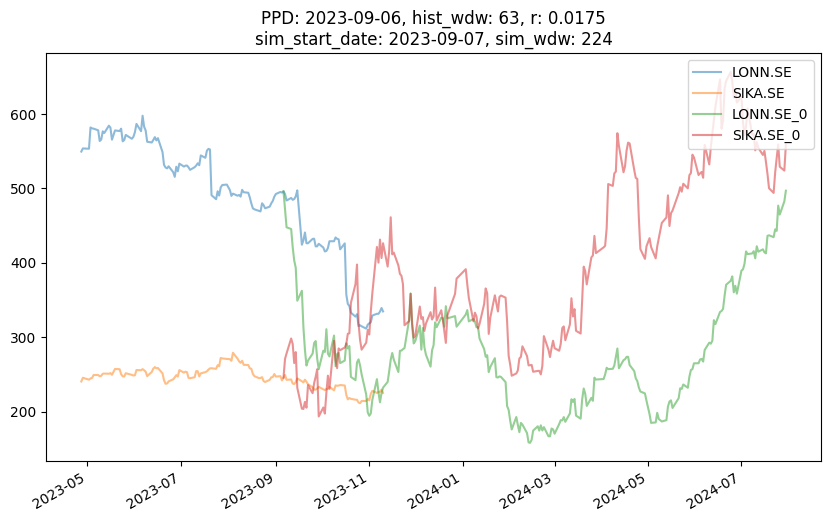 PPD: 2023-09-06, hist_wdw: 63, r: 0.0175
sim_start_date: 2023-09-07, sim_wdw: 224
LONN.SE
SIKA.SE
LONN.SE_0
SIKA.SE_0
600
500
400
300
200
2023-05
2023-07
2023-09
2023-11
2024-01
2024-03
2024-05
2024-07